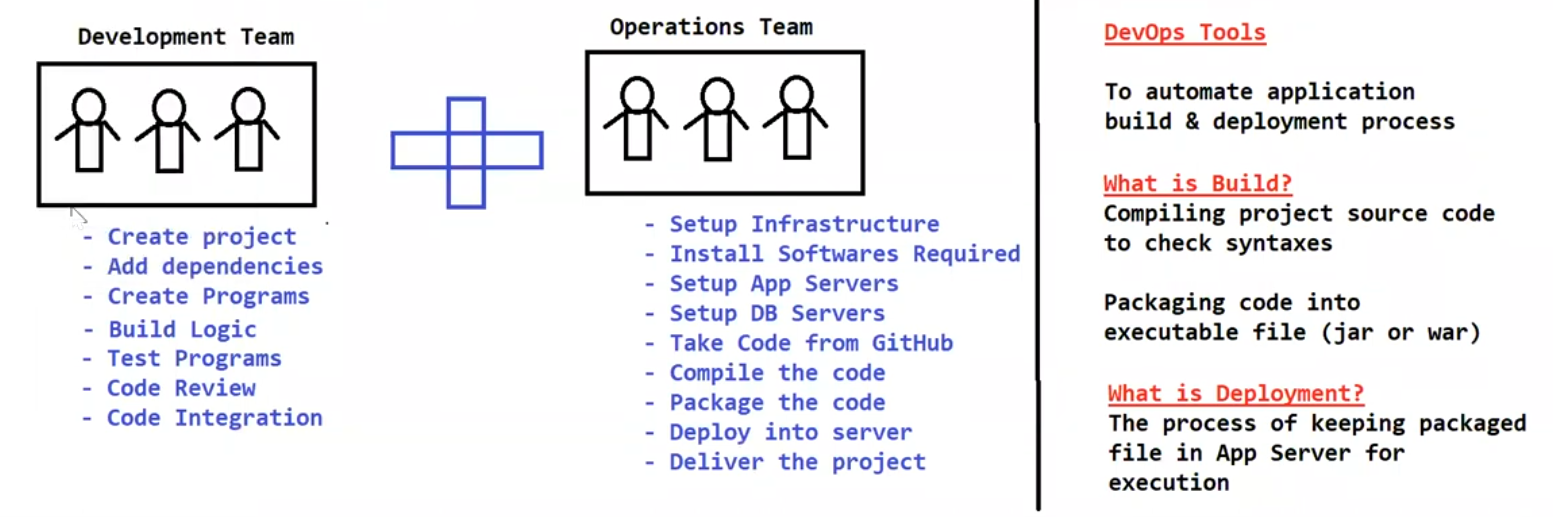 Development Team
- Create project
- Add dependencies
- Create Programs
- Build Logic
- Test Programs
- Code Review
- Code Integration
Operations Team
- Setup Infrastructure
- Install Softwares Required
- Setup App Servers
- Setup DB Servers
- Take Code from GitHub
- Compile the code
- Package the code
- Deploy into server
- Deliver the project
DevOps Tools
To automate application
build & deployment process
What is Build?
Compiling project source code
to check syntaxes
Packaging code into
executable file (jar or war)
What is Deployment?
The process of keeping packaged
file in App Server for
execution